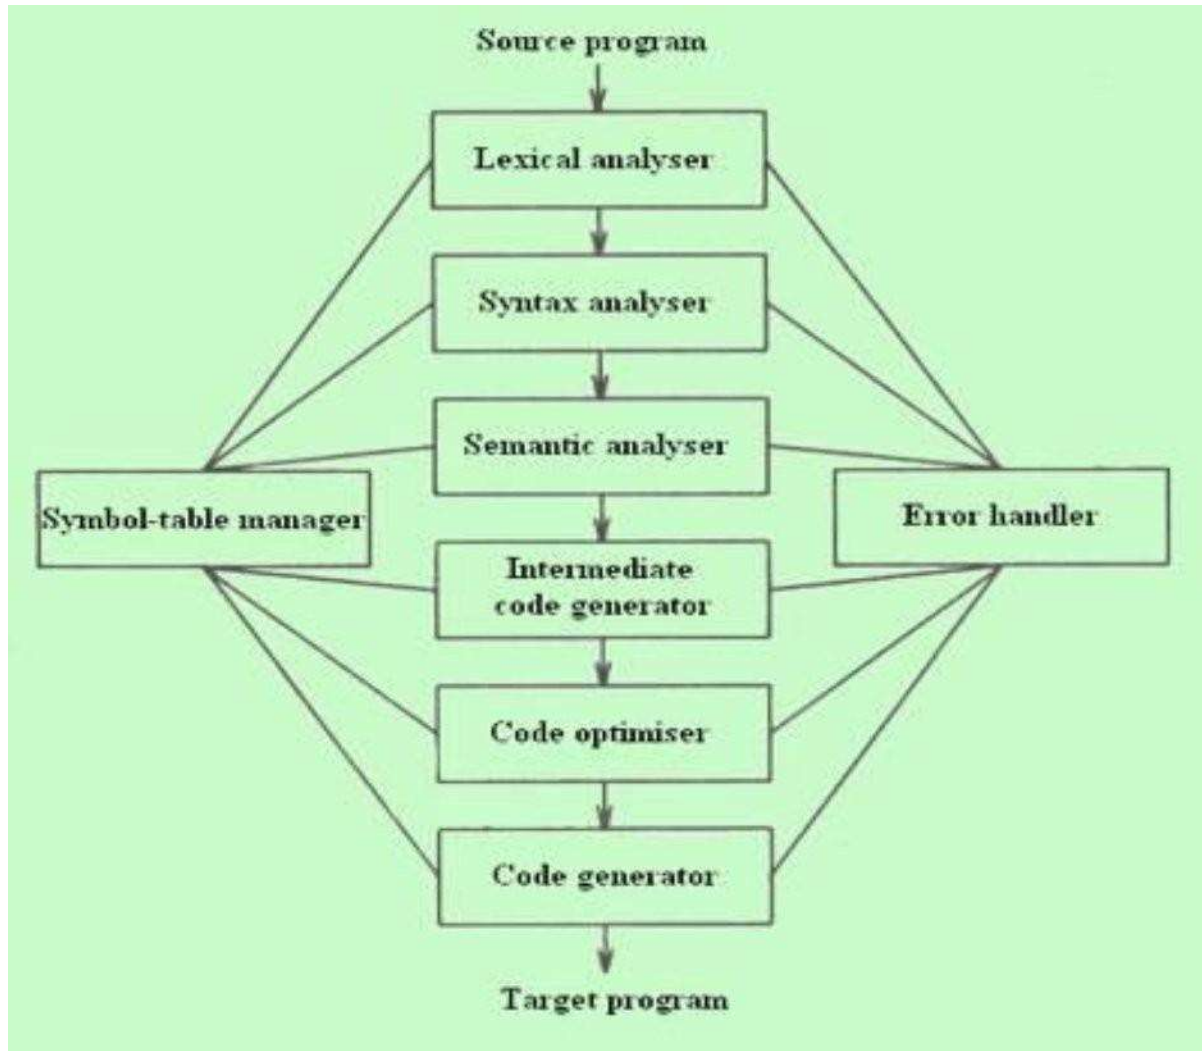 Source program
Lexical analyser
Syntax analyser
Semantic analyser
Symbol-table manager
Error handler
Intermediate
code generator
Code optimiser
Code generator
Target program